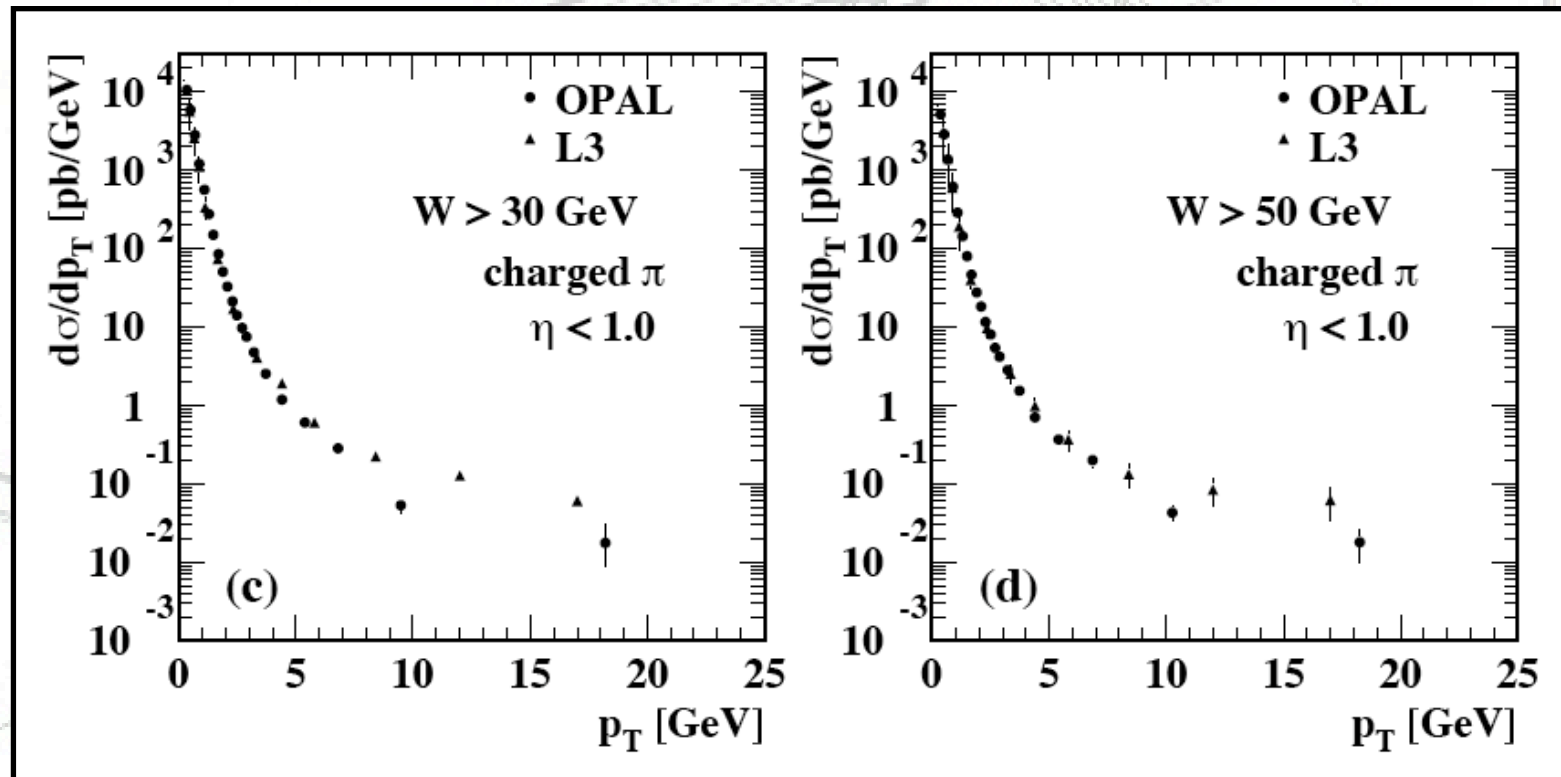 dσ/dp_T [pb/GeV]
10^4
10^3
10^2
10
1
10^-1
10^-2
10^-3
OPAL
L3
W > 30 GeV
charged π
η < 1.0
(c)
0 5 10 15 20 25
p_T [GeV]
dσ/dp_T [pb/GeV]
10^4
10^3
10^2
10
1
10^-1
10^-2
10^-3
OPAL
L3
W > 50 GeV
charged π
η < 1.0
(d)
0 5 10 15 20 25
p_T [GeV]